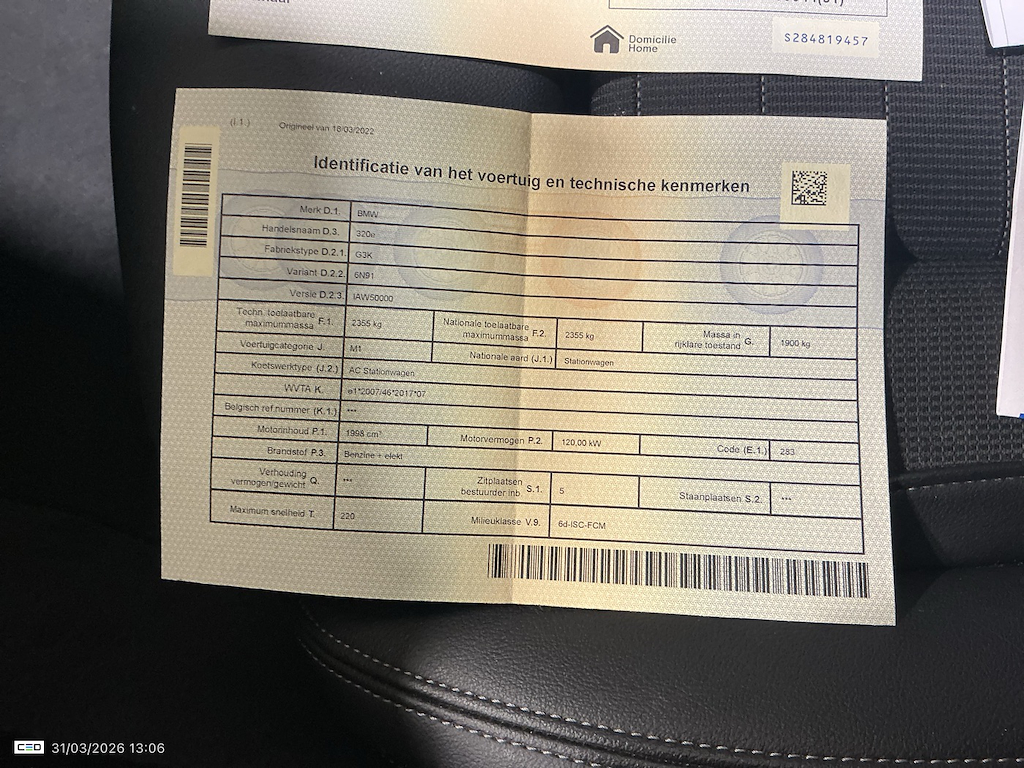 Domicilie
Home
S284819457
(I.1.)
Origineel van 18/03/2022
Identificatie van het voertuig en technische kenmerken
Merk D.1. BMW
Handelsnaam D.3. 320e
Fabriekstype D.2.1. G3K
Variant D.2.2. 6N91
Versie D.2.3. IAW50000
Techn. toelaatbare maximummassa F.1. 2355 kg
Nationale toelaatbare maximummassa F.2. 2355 kg
Massa in rijklare toestand G. 1900 kg
Voertuigcategorie J. M1
Nationale aard (J.1.) Stationwagen
Koetswerktype (J.2.) AC Stationwagen
WVTA K. e1*2007/46*2017*07
Belgisch ref.nummer (K.1.) ***
Motorinhoud P.1. 1998 cm³
Motorvermogen P.2. 120,00 kW
Code (E.1.) 283
Brandstof P.3. Benzine + elekt
Verhouding vermogen/gewicht Q. ***
Zitplaatsen bestuurder inb. S.1. 5
Staanplaatsen S.2. ***
Maximum snelheid T. 220
Milieuklasse V.9. 6d-ISC-FCM
CEO 31/03/2026 13:06